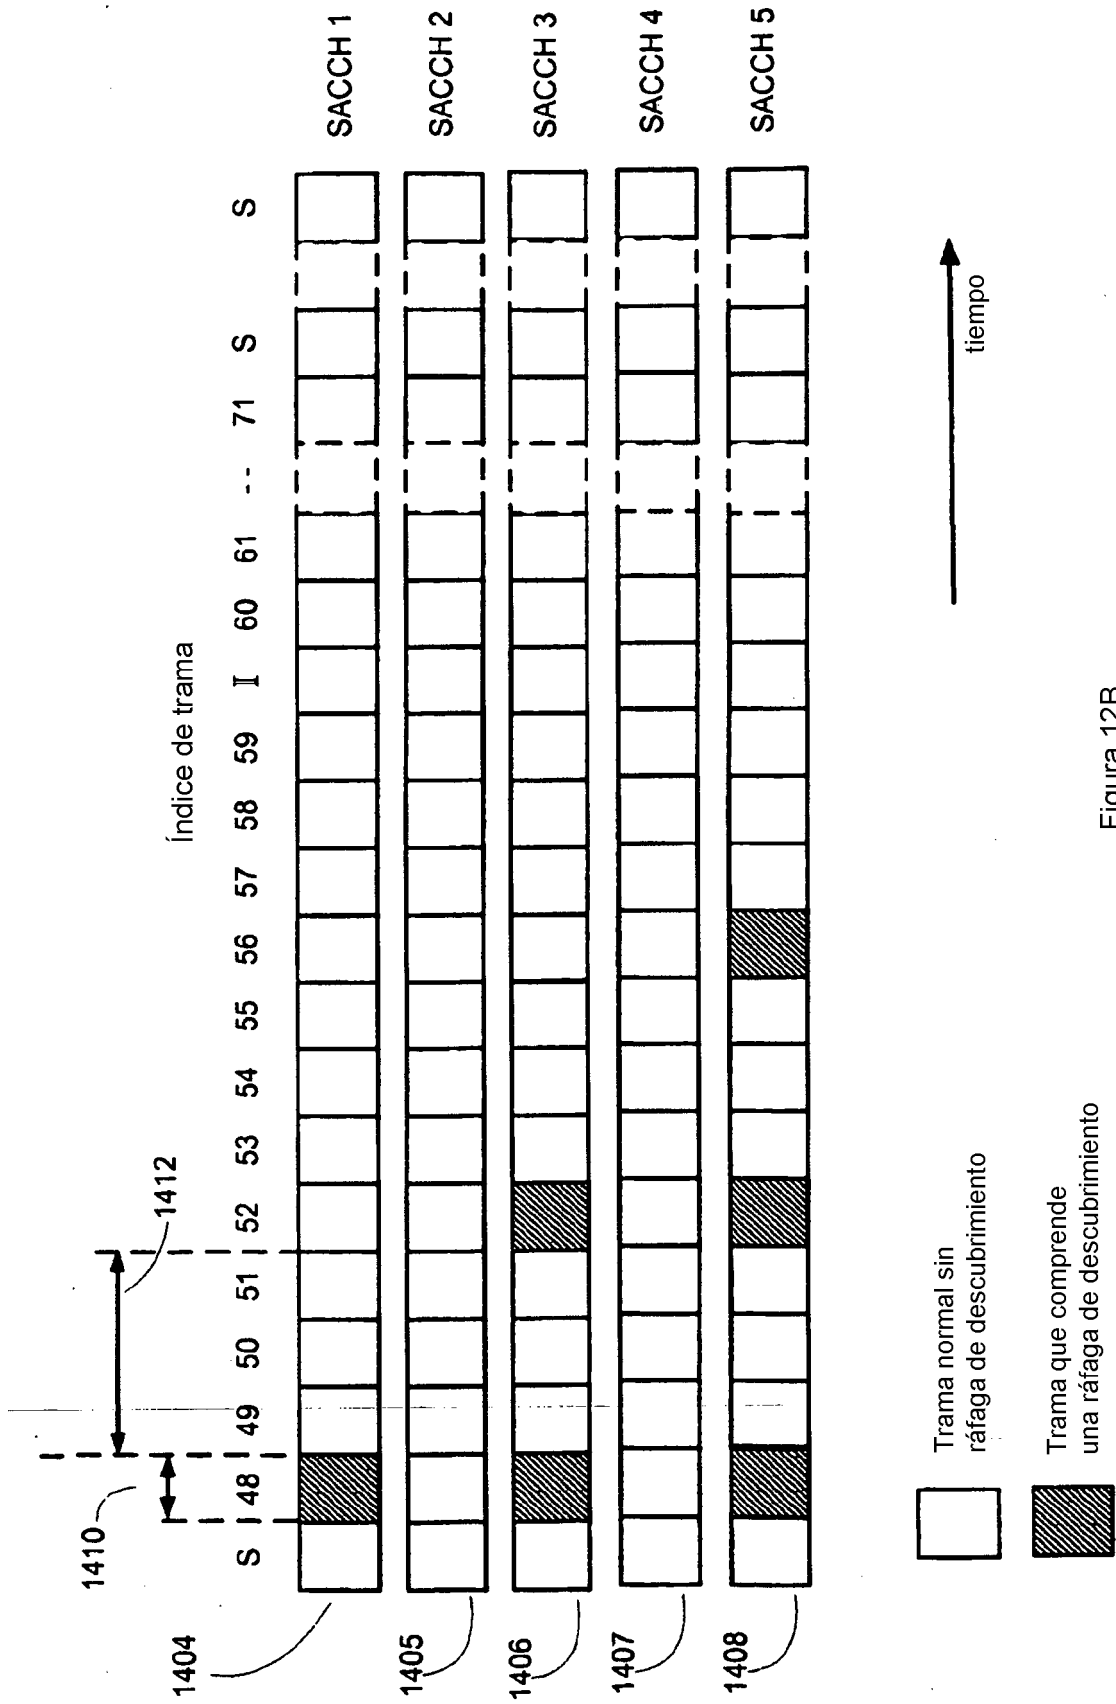 Índice de trama
1410
1412
S 48 49 50 51 52 53 54 55 56 57 58 59 I 60 61 -- 71 S S
1404 SACCH 1
1405 SACCH 2
1406 SACCH 3
1407 SACCH 4
1408 SACCH 5
tiempo
Trama normal sin
ráfaga de descubrimiento
Trama que comprende
una ráfaga de descubrimiento
Figura 12B